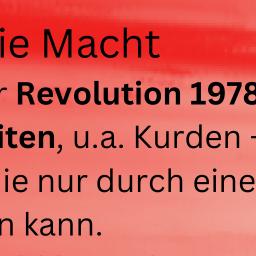 ie Macht
r Revolution 1978
iten, u.a. Kurden -
ie nur durch eine
n kann.